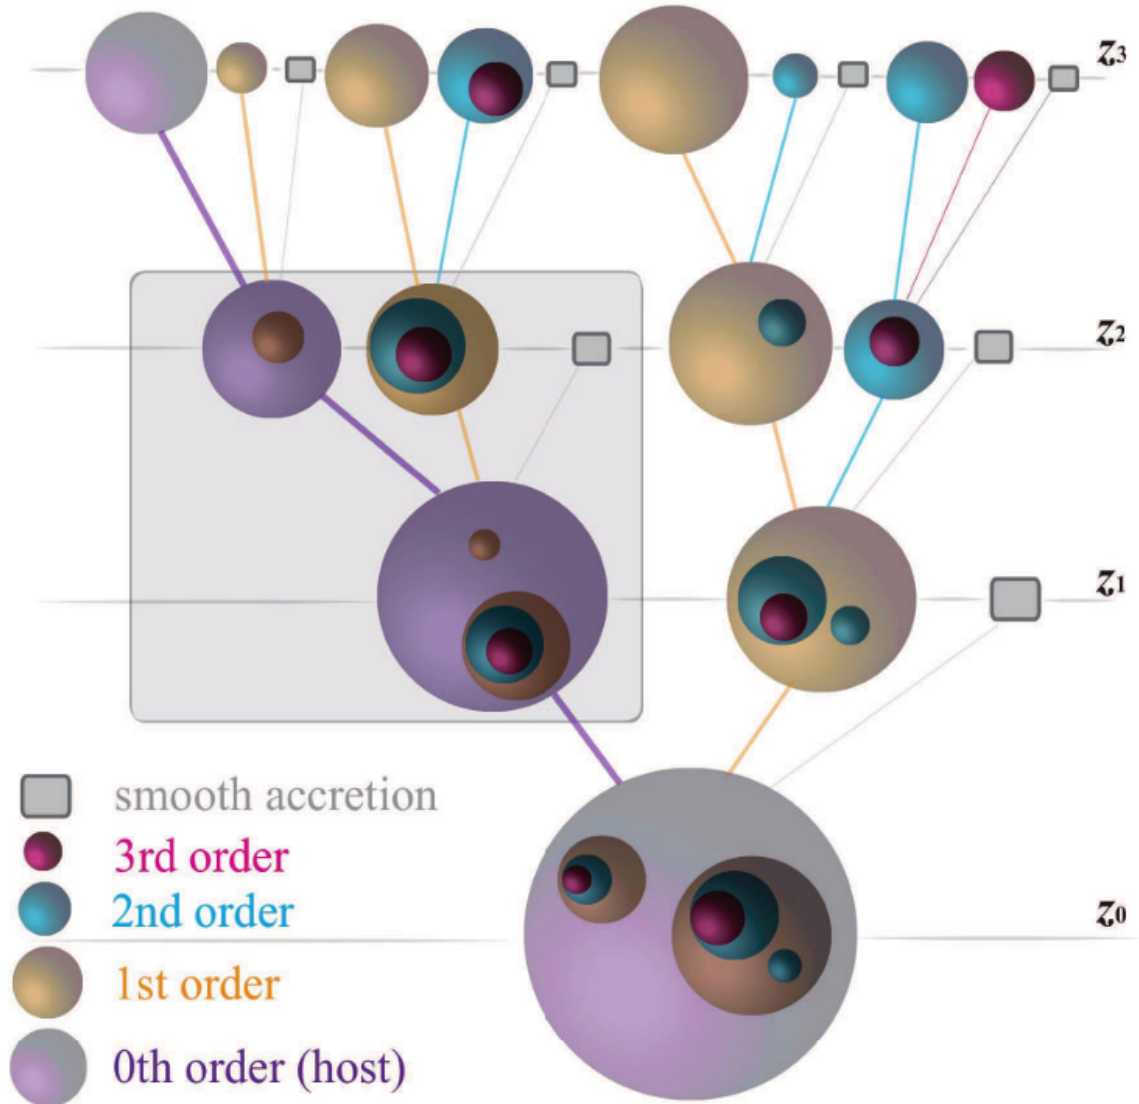 z3
z2
z1
smooth accretion
3rd order
2nd order
z0
1st order
0th order (host)